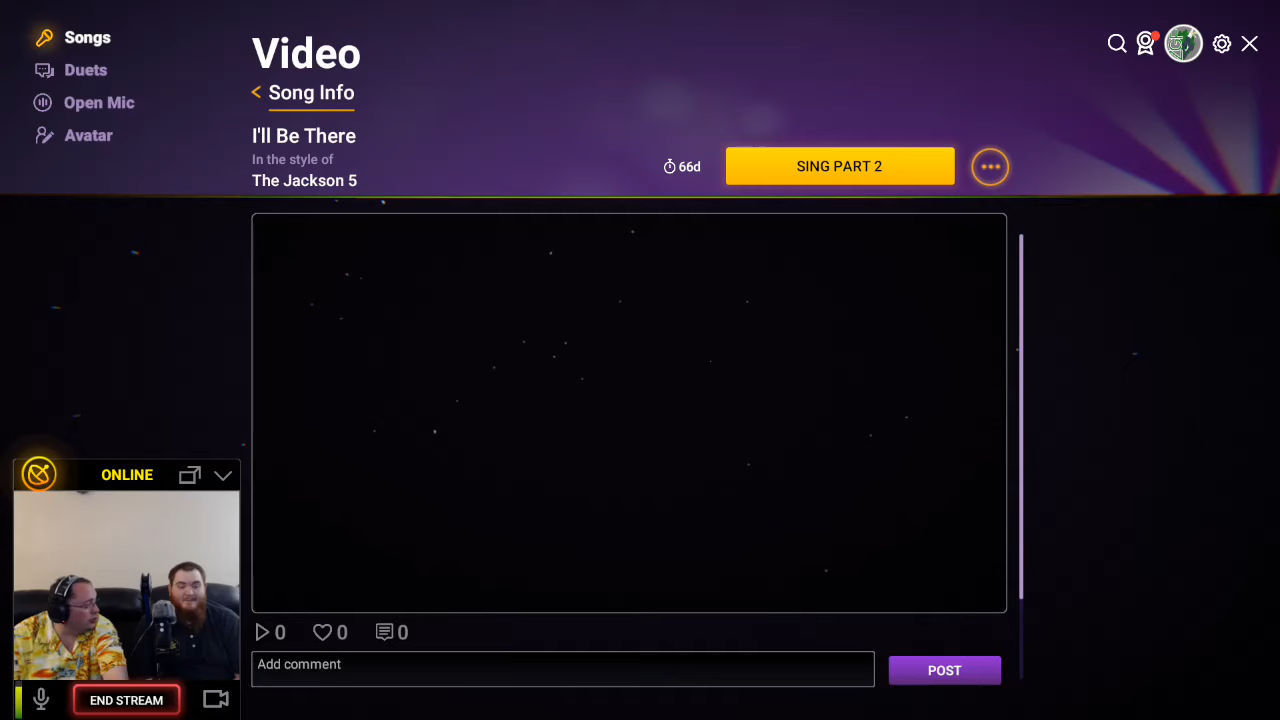 Songs
Duets
Open Mic
Avatar
Video
< Song Info
I'll Be There
In the style of
The Jackson 5
66d
SING PART 2
ONLINE
END STREAM
0
0
0
Add comment
POST